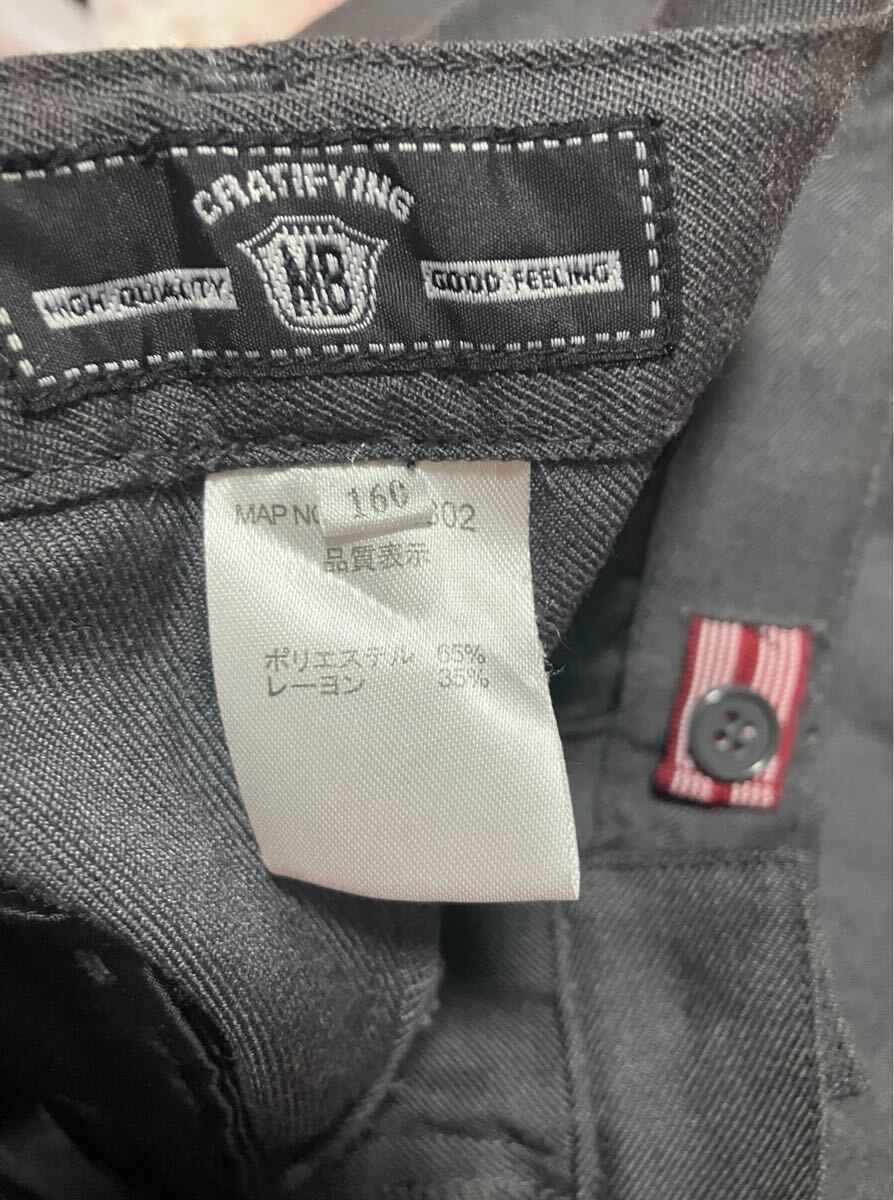 CRATIFYING
MB
HIGH QUALITY
GOOD FEELING
160
MAP NO 302
品質表示
ポリエステル 65%
レーヨン 35%